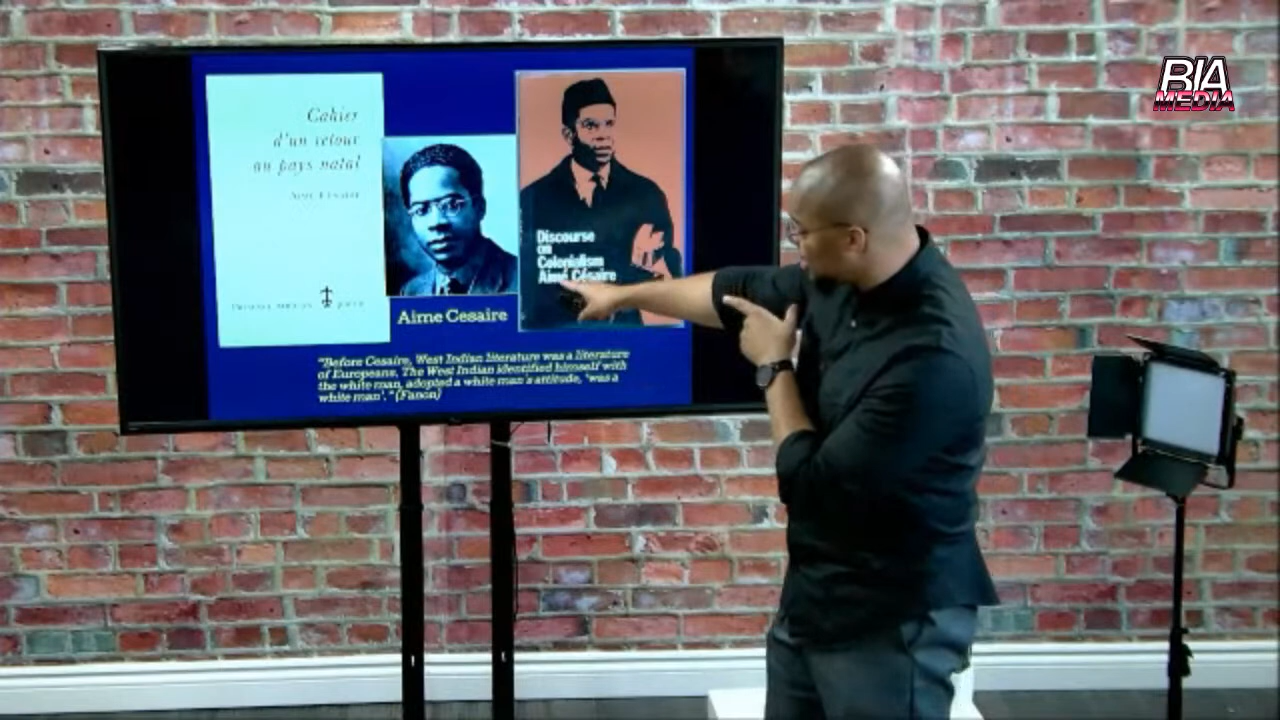 BIA
MEDIA
Cahier
d'un retour
au pays natal
Discourse
on
Colonialism
Aimé Césaire
Aime Cesaire
"Before Cesaire, West Indian literature was a literature
of Europeans. The West Indian identified himself with
the white man, adopted a white man's attitude, 'was a
white man'." (Fanon)